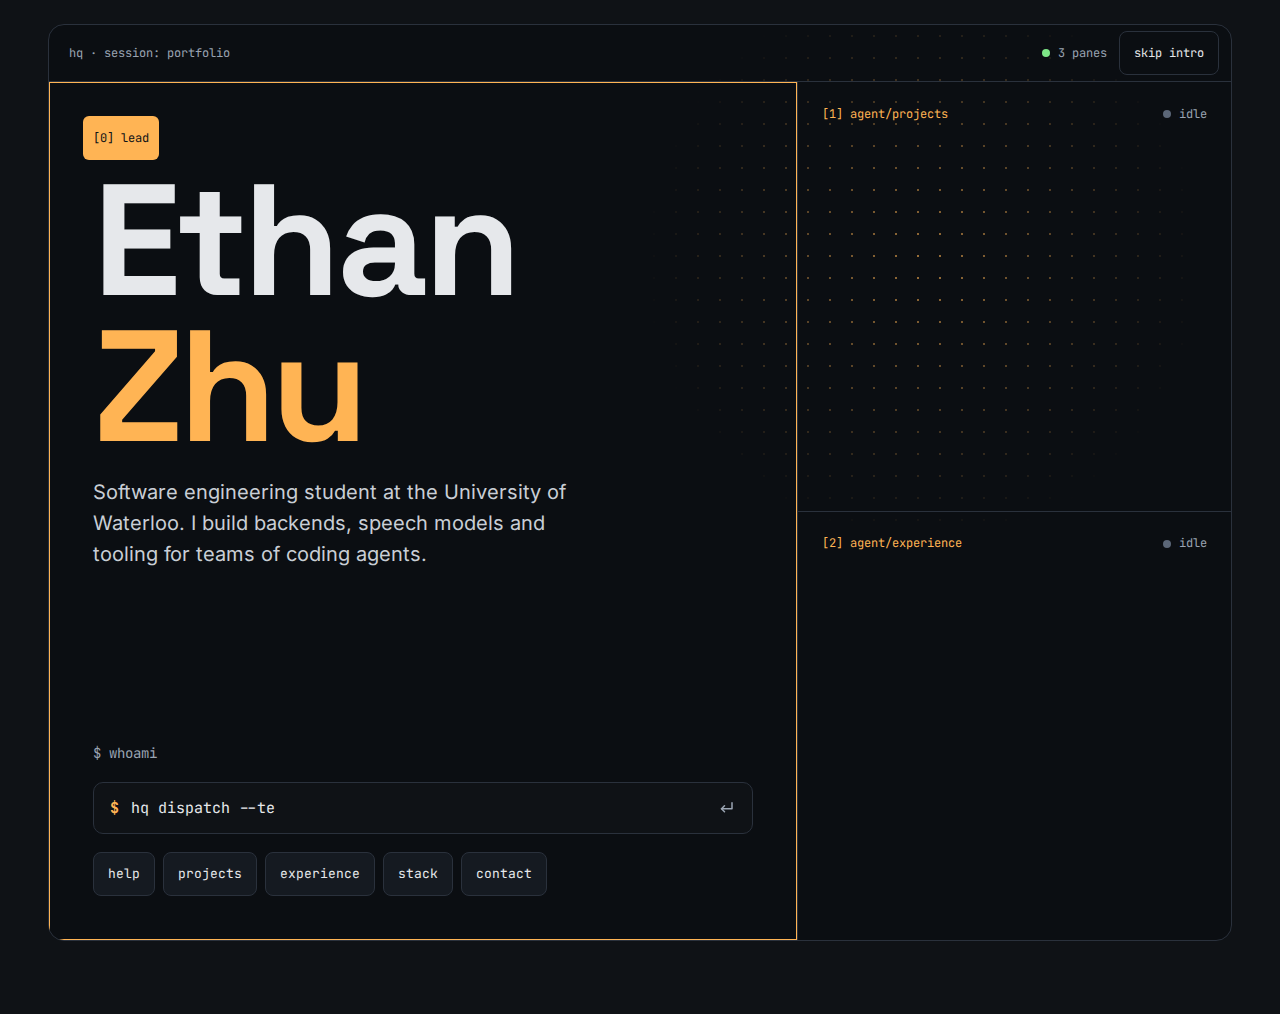 hq · session: portfolio
3 panes
skip intro
[0] lead
Ethan
Zhu
Software engineering student at the University of
Waterloo. I build backends, speech models and
tooling for teams of coding agents.
$ whoami
$ hq dispatch --te
help
projects
experience
stack
contact
[1] agent/projects
idle
[2] agent/experience
idle